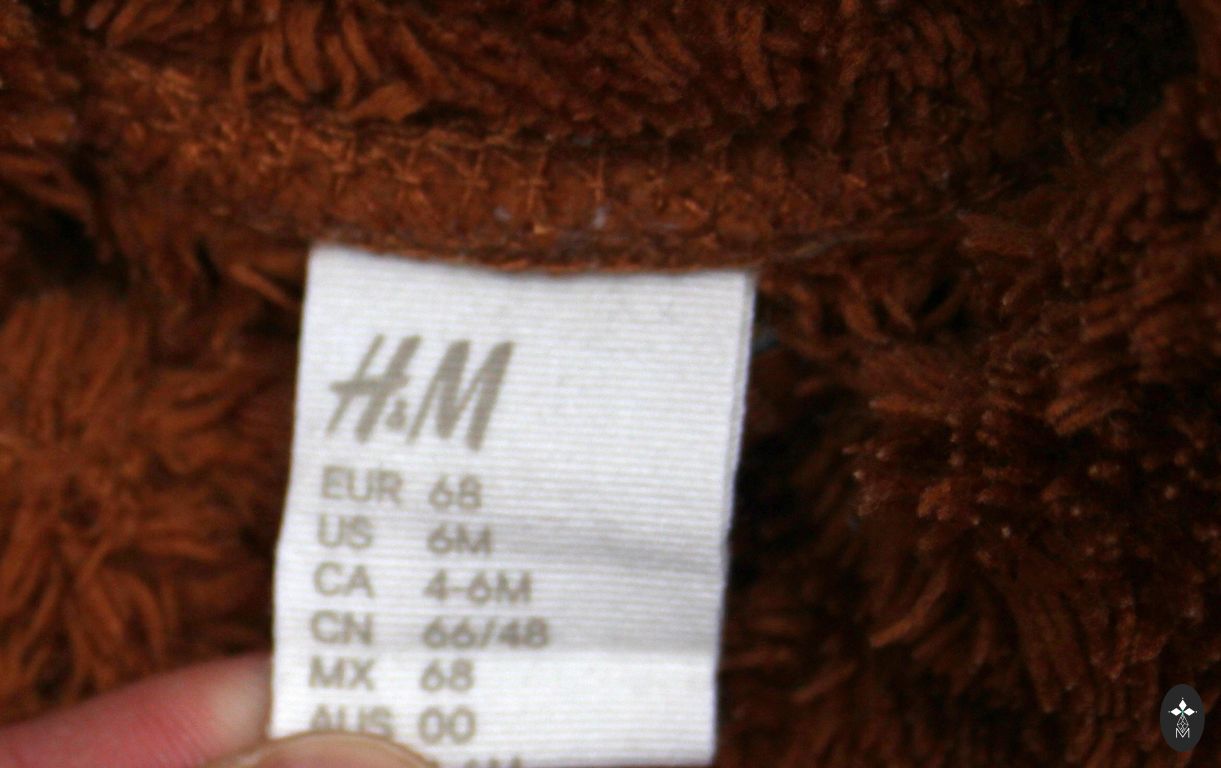 H&M
EUR 68
US 6M
CA 4-6M
CN 66/48
MX 68
AUS 00